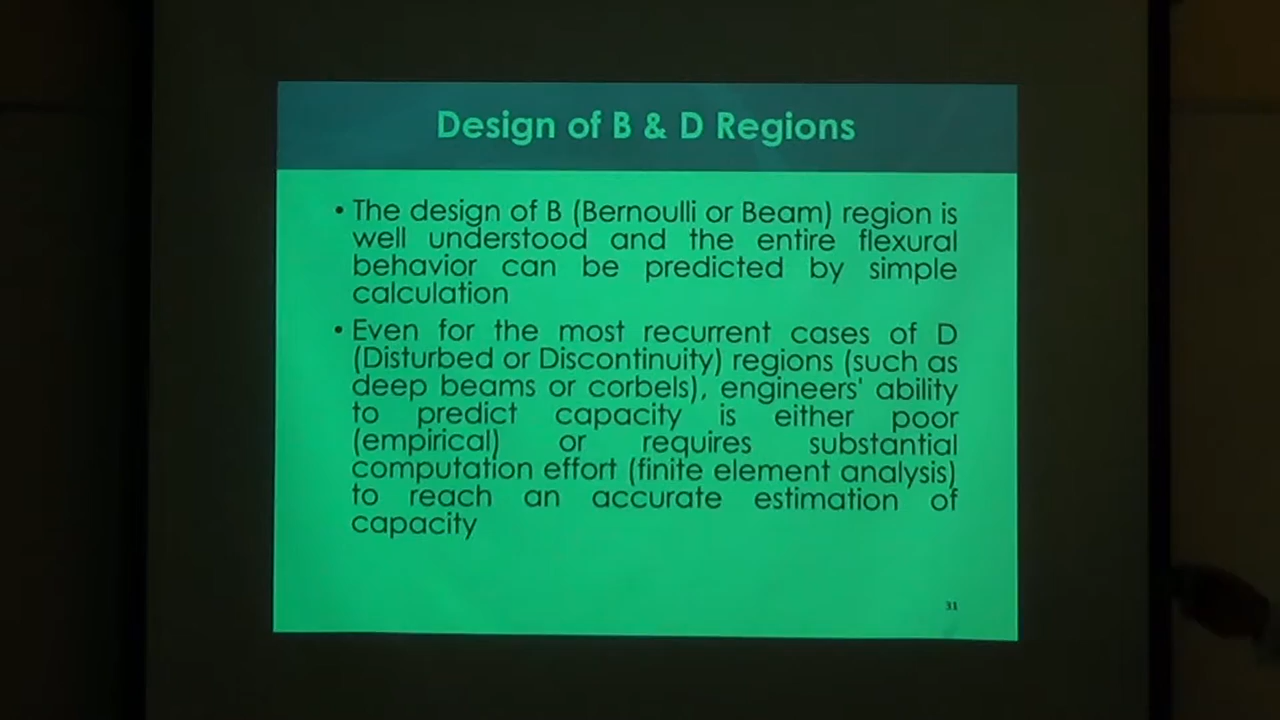 Design of B & D Regions
• The design of B (Bernoulli or Beam) region is
well understood and the entire flexural
behavior can be predicted by simple
calculation
• Even for the most recurrent cases of D
(Disturbed or Discontinuity) regions (such as
deep beams or corbels), engineers' ability
to predict capacity is either poor
(empirical) or requires substantial
computation effort (finite element analysis)
to reach an accurate estimation of
capacity
31